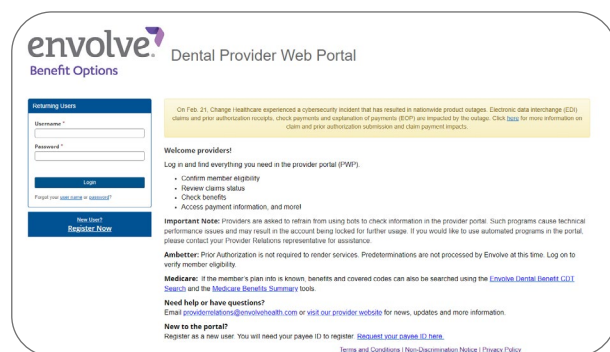 envolve.
Benefit Options
Dental Provider Web Portal
Returning Users
Username *
Password *
Login
Forgot your user name or password?
New User?
Register Now
On Feb. 21, Change Healthcare experienced a cybersecurity incident that has resulted in nationwide product outages. Electronic data interchange (EDI)
claims and prior authorization receipts, check payments and explanation of payments (EOP) are impacted by the outage. Click here for more information on
claim and prior authorization submission and claim payment impacts.
Welcome providers!
Log in and find everything you need in the provider portal (PWP).
• Confirm member eligibility
• Review claims status
• Check benefits
• Access payment information, and more!
Important Note: Providers are asked to refrain from using bots to check information in the provider portal. Such programs cause technical
performance issues and may result in the account being locked for further usage. If you would like to use automated programs in the portal,
please contact your Provider Relations representative for assistance.
Ambetter: Prior Authorization is not required to render services. Predeterminations are not processed by Envolve at this time. Log on to
verify member eligibility.
Medicare: If the member's plan info is known, benefits and covered codes can also be searched using the Envolve Dental Benefit CDT
Search and the Medicare Benefits Summary tools.
Need help or have questions?
Email providerrelations@envolvehealth.com or visit our provider website for news, updates and more information.
New to the portal?
Register as a new user. You will need your payee ID to register. Request your payee ID here.
Terms and Conditions | Non-Discrimination Notice | Privacy Policy